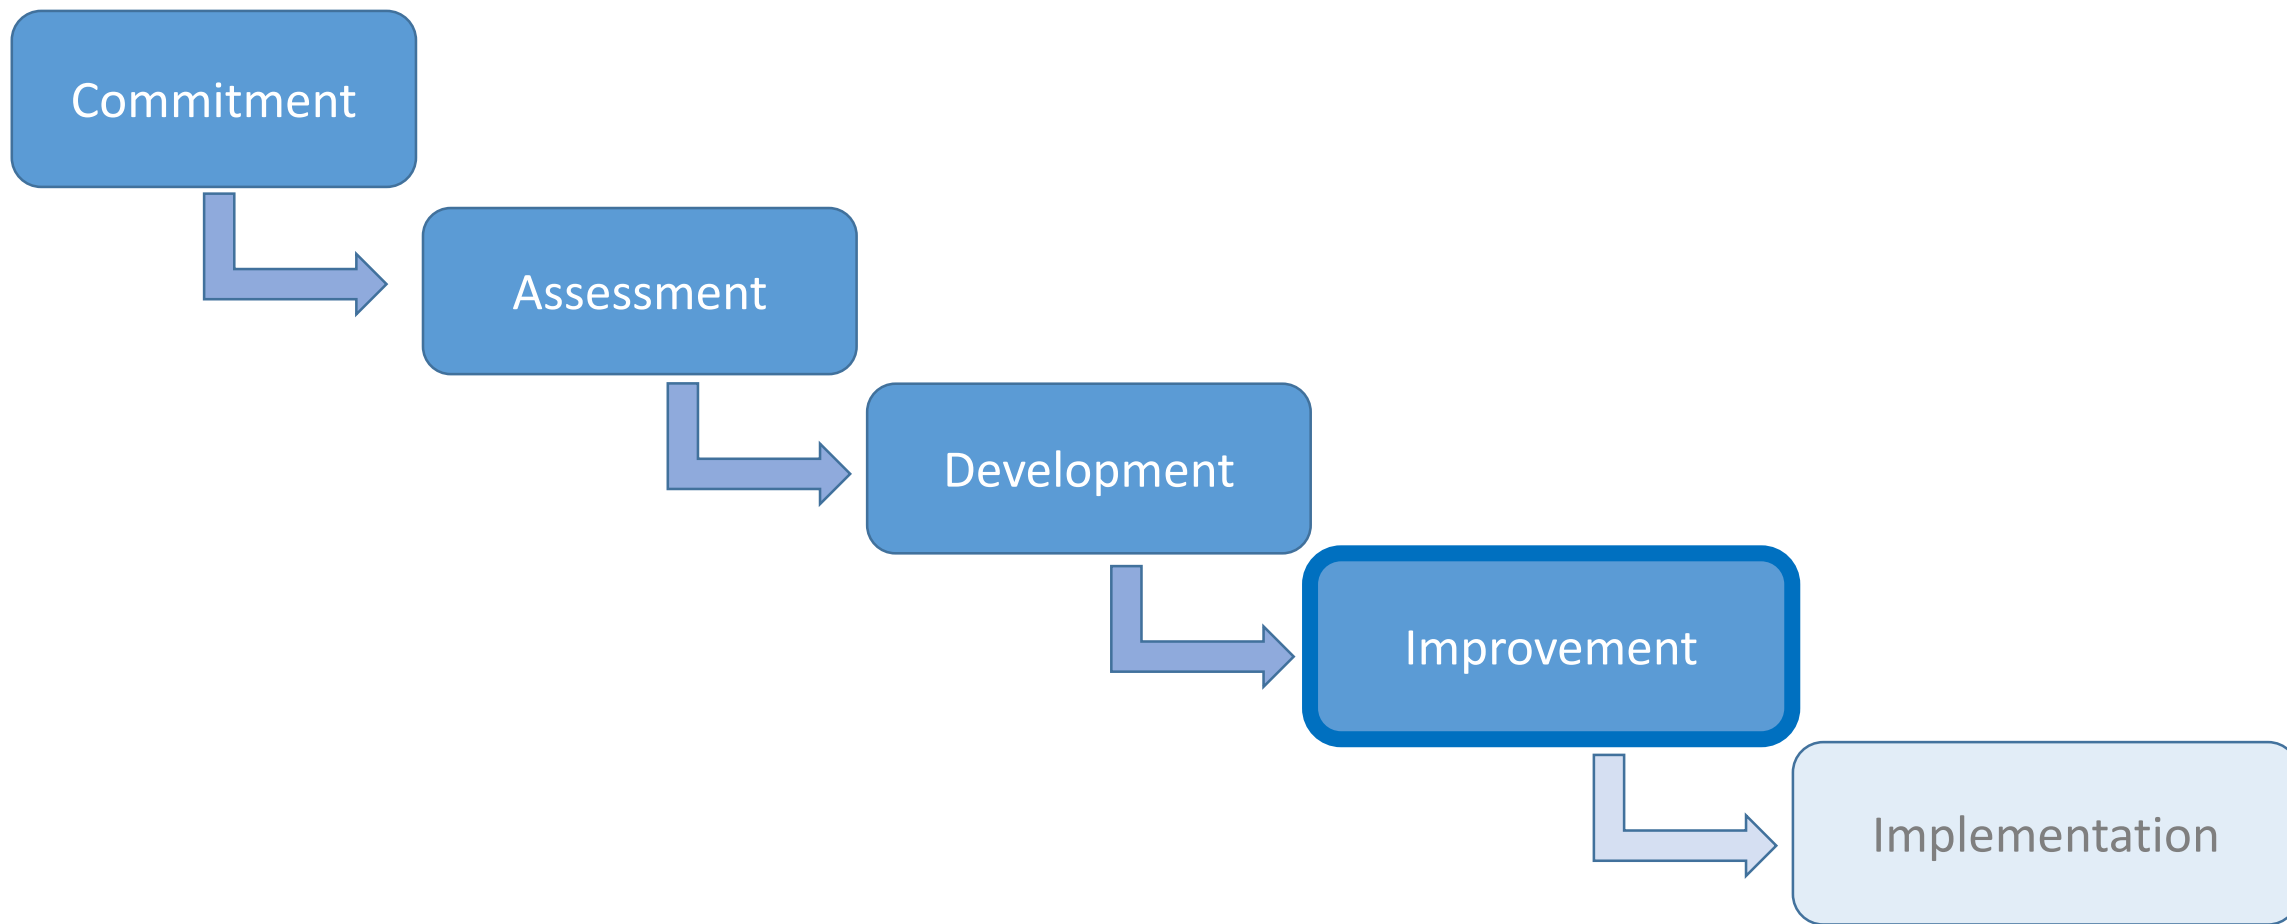 Commitment
Assessment
Development
Improvement
Implementation